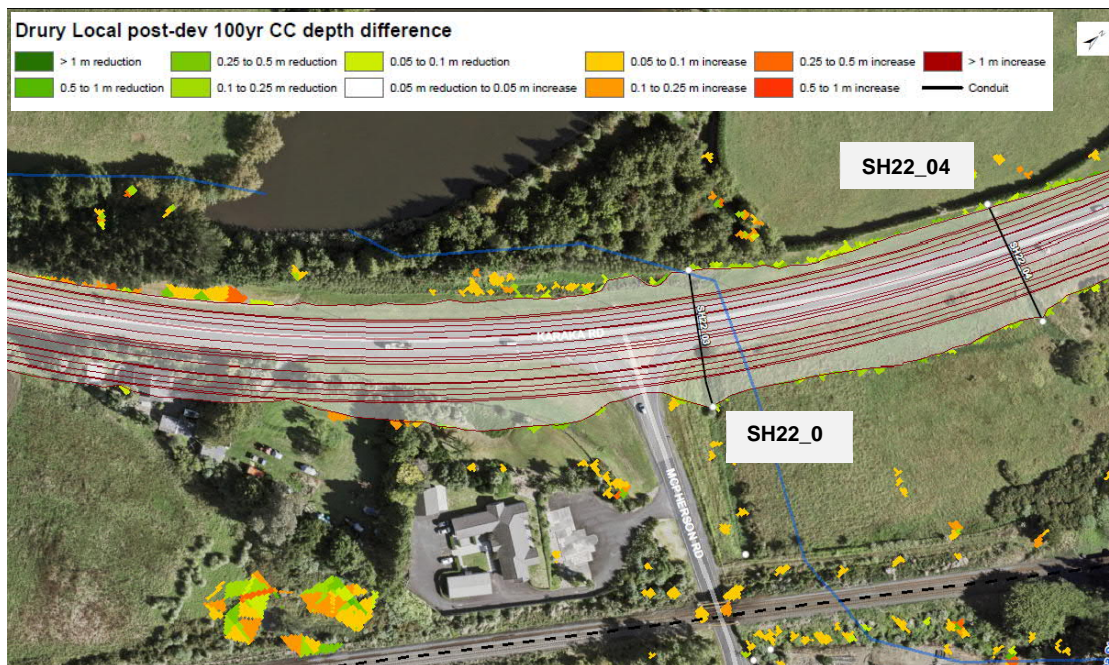 Drury Local post-dev 100yr CC depth difference
> 1 m reduction
0.25 to 0.5 m reduction
0.05 to 0.1 m reduction
0.05 to 0.1 m increase
0.25 to 0.5 m increase
> 1 m increase
0.5 to 1 m reduction
0.1 to 0.25 m reduction
0.05 m reduction to 0.05 m increase
0.1 to 0.25 m increase
0.5 to 1 m increase
Conduit
SH22_04
SH22_04
SH22_03
KARAKA RD
SH22_0
MCPHERSON RD